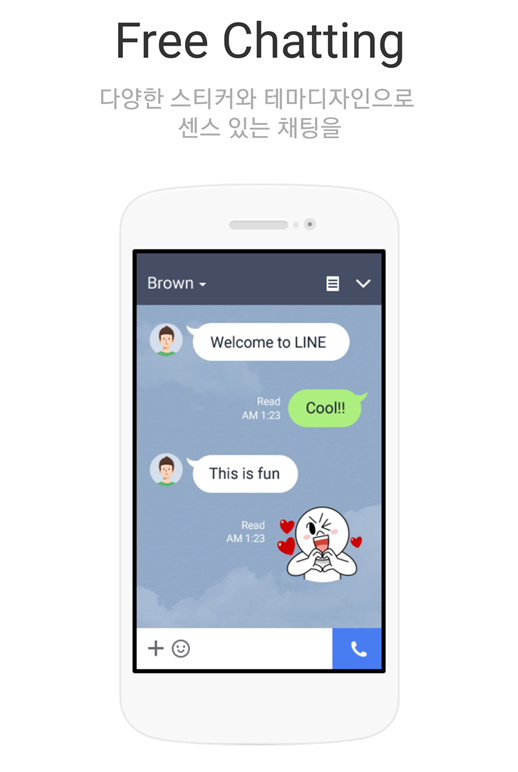 Free Chatting
다양한 스티커와 테마디자인으로
센스 있는 채팅을
Brown
Welcome to LINE
Read
AM 1:23
Cool!!
This is fun
Read
AM 1:23